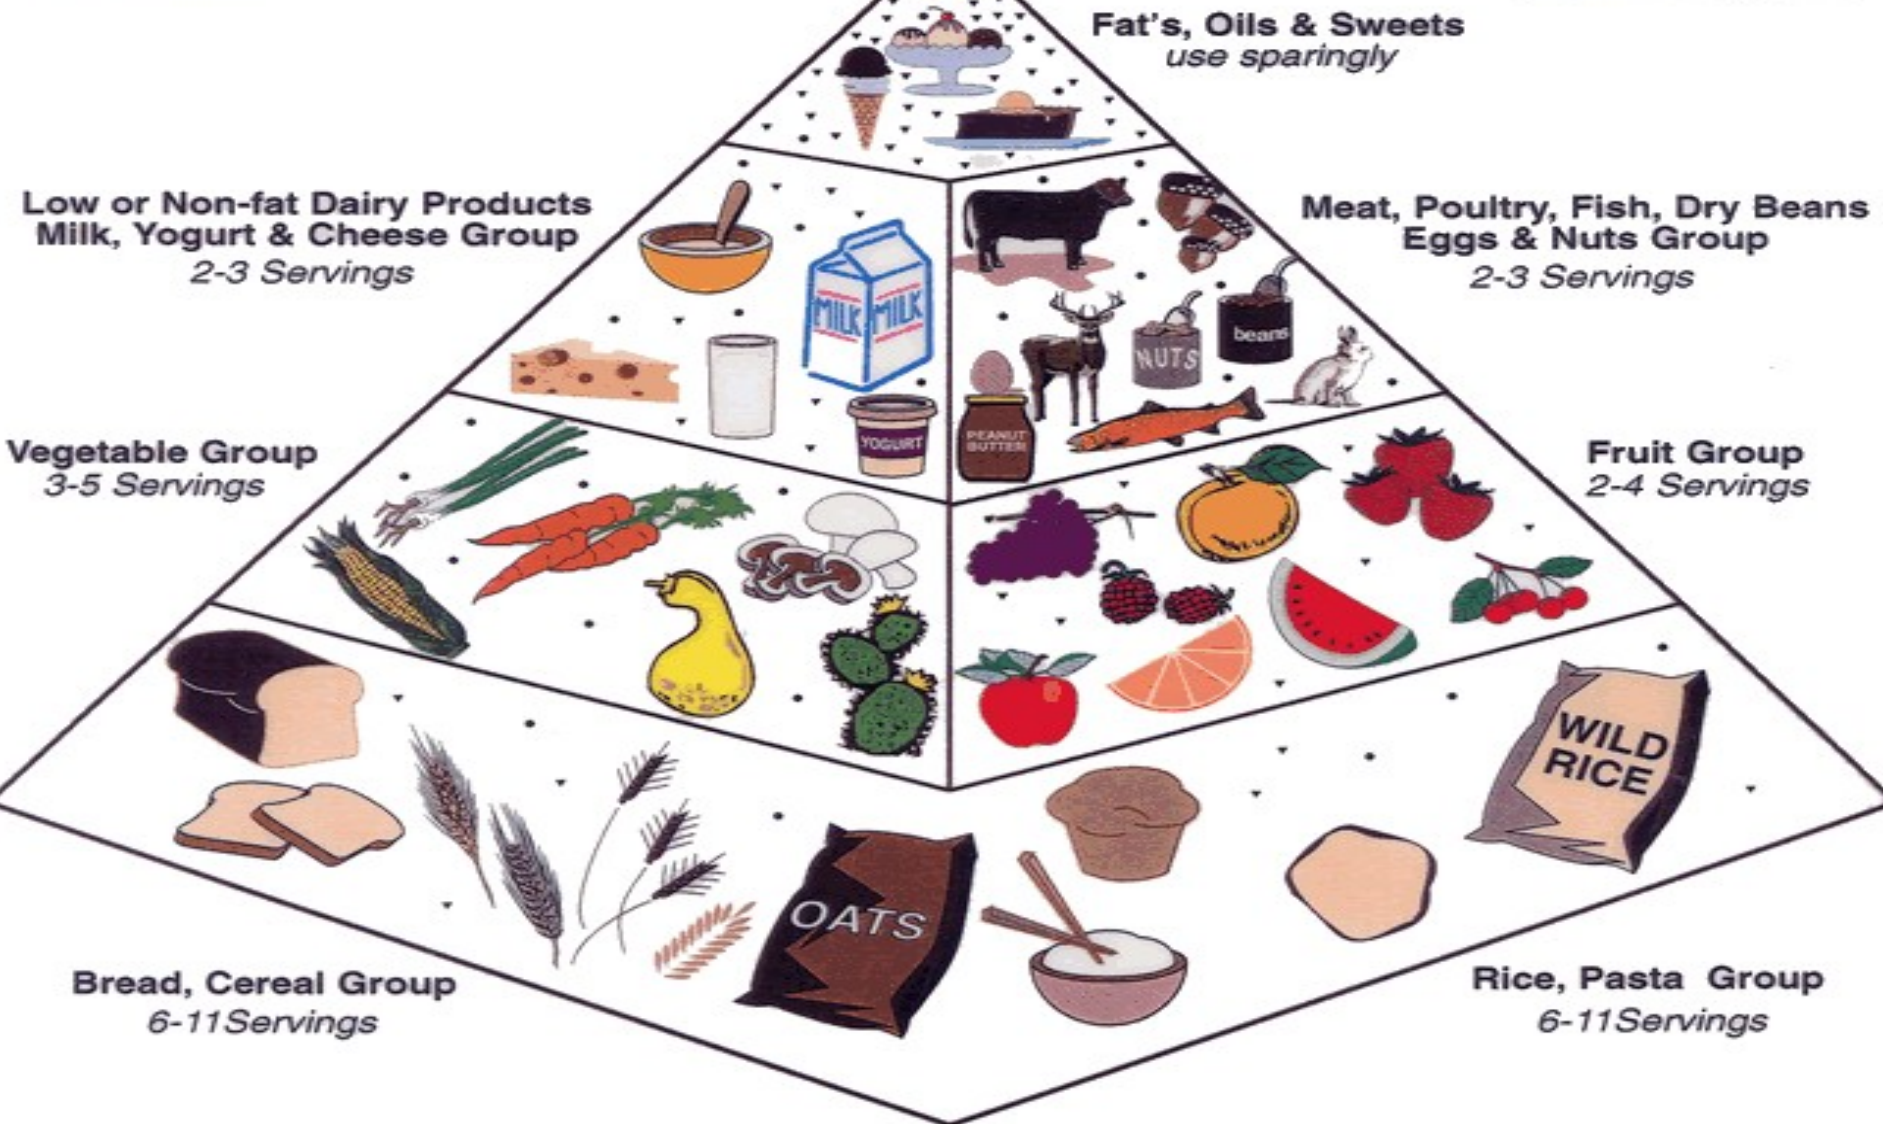 Fat's, Oils & Sweets
use sparingly
Low or Non-fat Dairy Products
Milk, Yogurt & Cheese Group
2-3 Servings
Meat, Poultry, Fish, Dry Beans
Eggs & Nuts Group
2-3 Servings
MILK MILK
beans
NUTS
YOGURT
PEANUT
BUTTER
Vegetable Group
3-5 Servings
Fruit Group
2-4 Servings
WILD
RICE
OATS
Bread, Cereal Group
6-11Servings
Rice, Pasta Group
6-11Servings